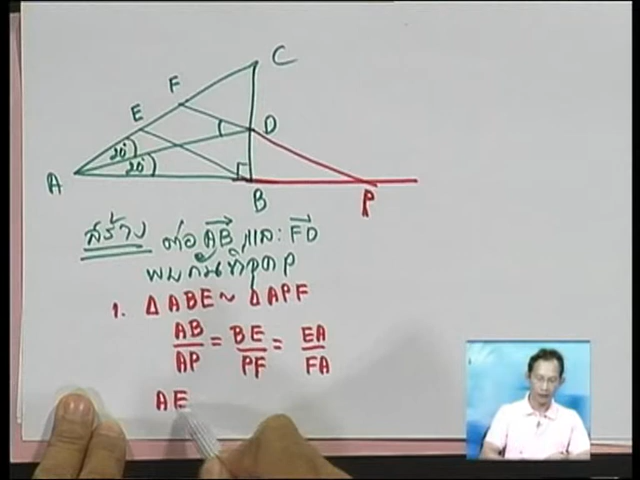 C
F
E
D
20°
20°
A
B
P
สร้าง ต่อ AB และ FD
พบกันที่จุด P
1. △ABE ~ △APF
AB/AP = BE/PF = EA/FA
AE